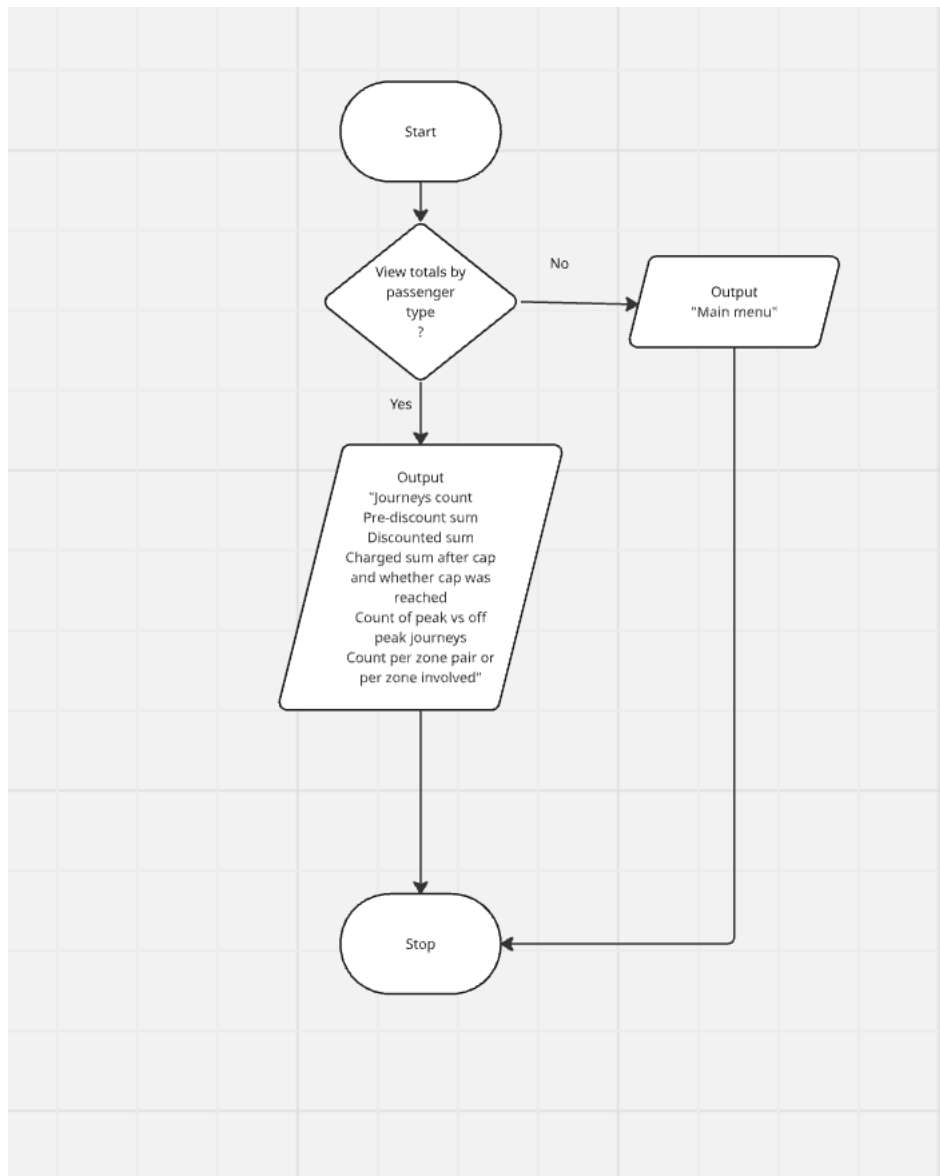 Start
View totals by
passenger
type
?
No
Output
"Main menu"
Yes
Output
"Journeys count
Pre-discount sum
Discounted sum
Charged sum after cap
and whether cap was
reached
Count of peak vs off
peak journeys
Count per zone pair or
per zone involved"
Stop